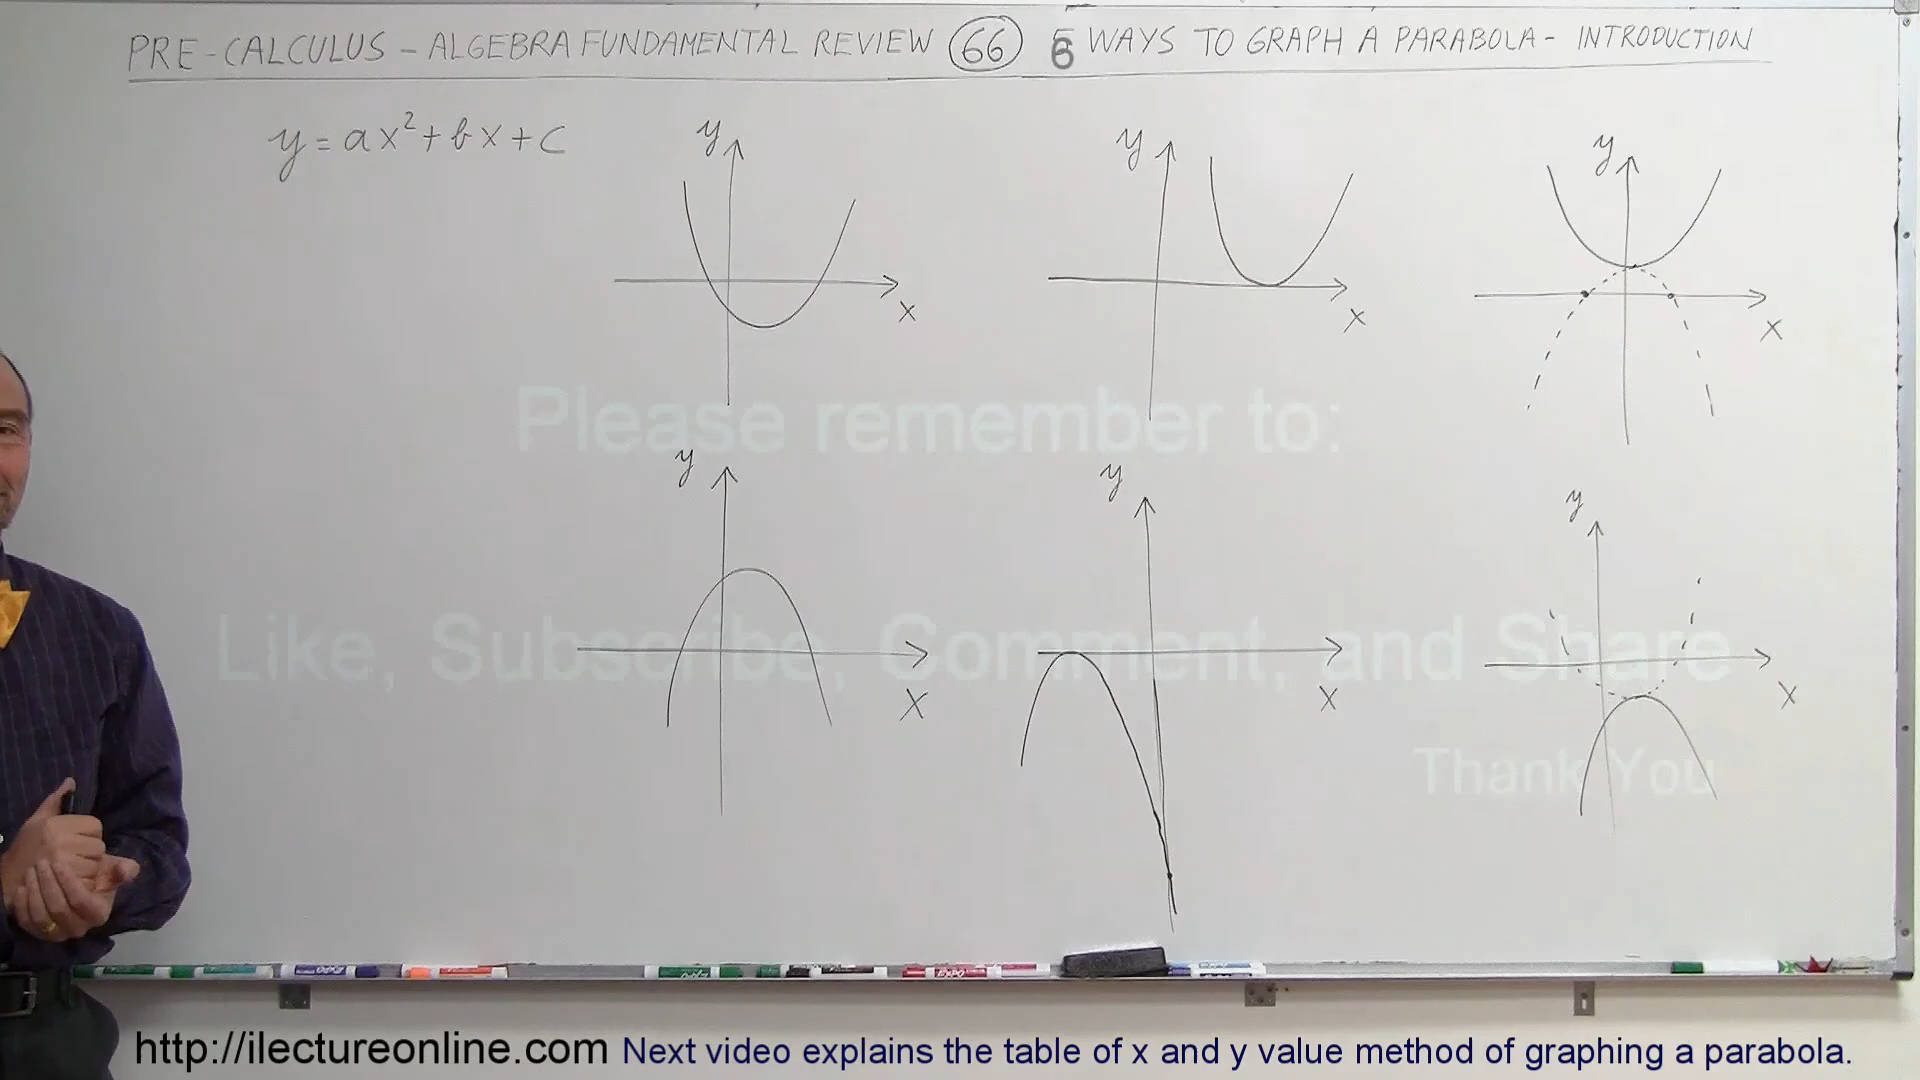 PRE-CALCULUS - ALGEBRA FUNDAMENTAL REVIEW 66 6 WAYS TO GRAPH A PARABOLA - INTRODUCTION
y = ax² + bx + c
y
y
y
x
x
x
Please remember to:
y
y
y
Like, Subscribe, Comment, and Share
x
x
x
Thank You
EXPO
http://ilectureonline.com Next video explains the table of x and y value method of graphing a parabola.